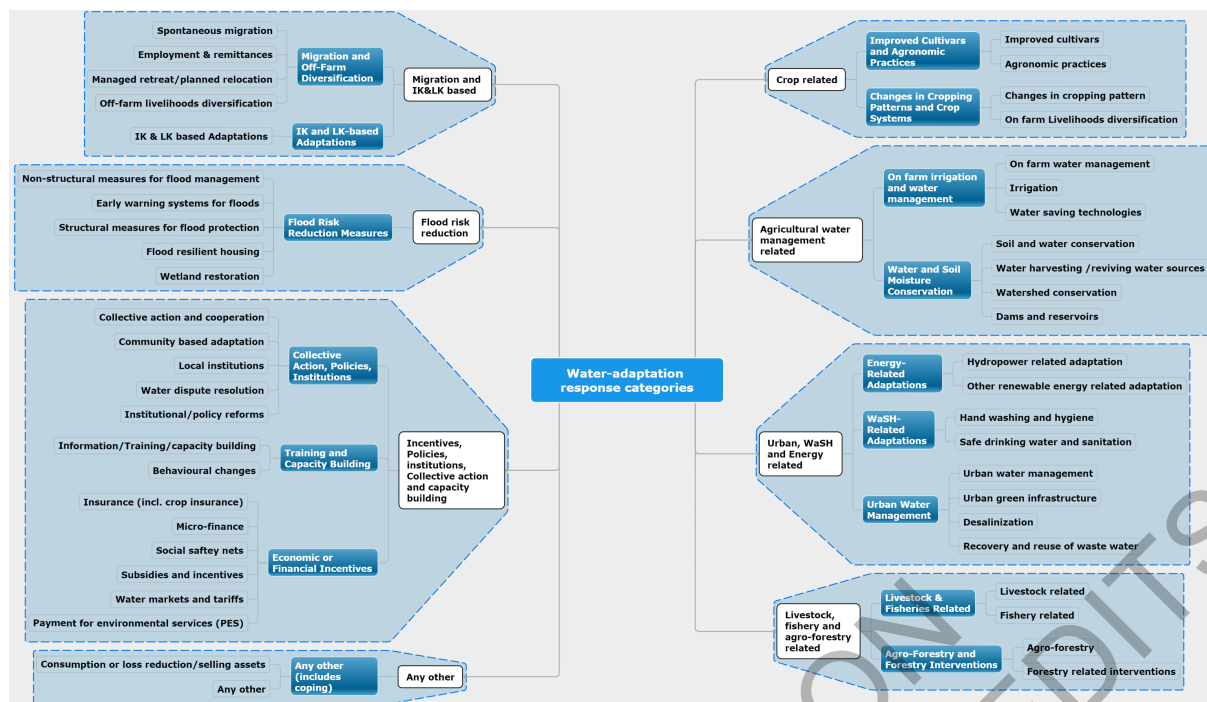 Spontaneous migration
Employment & remittances
Managed retreat/planned relocation
Off-farm livelihoods diversification
Migration and
Off-Farm
Diversification
IK & LK based Adaptations
IK and LK-based
Adaptations
Migration and
IK&LK based
Non-structural measures for flood management
Early warning systems for floods
Structural measures for flood protection
Flood resilient housing
Wetland restoration
Flood Risk
Reduction Measures
Flood risk
reduction
Collective action and cooperation
Community based adaptation
Local institutions
Water dispute resolution
Institutional/policy reforms
Collective
Action, Policies,
Institutions
Information/Training/capacity building
Behavioural changes
Training and
Capacity Building
Insurance (incl. crop insurance)
Micro-finance
Social saftey nets
Subsidies and incentives
Water markets and tariffs
Payment for environmental services (PES)
Economic or
Financial Incentives
Incentives,
Policies,
institutions,
Collective action
and capacity
building
Consumption or loss reduction/selling assets
Any other
Any other
(includes
coping)
Any other
Water-adaptation
response categories
Crop related
Improved Cultivars
and Agronomic
Practices
Improved cultivars
Agronomic practices
Changes in Cropping
Patterns and Crop
Systems
Changes in cropping pattern
On farm Livelihoods diversification
Agricultural water
management
related
On farm irrigation
and water
management
On farm water management
Irrigation
Water saving technologies
Water and Soil
Moisture
Conservation
Soil and water conservation
Water harvesting /reviving water sources
Watershed conservation
Dams and reservoirs
Urban, WaSH
and Energy
related
Energy-
Related
Adaptations
Hydropower related adaptation
Other renewable energy related adaptation
WaSH-
Related
Adaptations
Hand washing and hygiene
Safe drinking water and sanitation
Urban Water
Management
Urban water management
Urban green infrastructure
Desalinization
Recovery and reuse of waste water
Livestock,
fishery and
agro-forestry
related
Livestock &
Fisheries Related
Livestock related
Fishery related
Agro-Forestry and
Forestry Interventions
Agro-forestry
Forestry related interventions